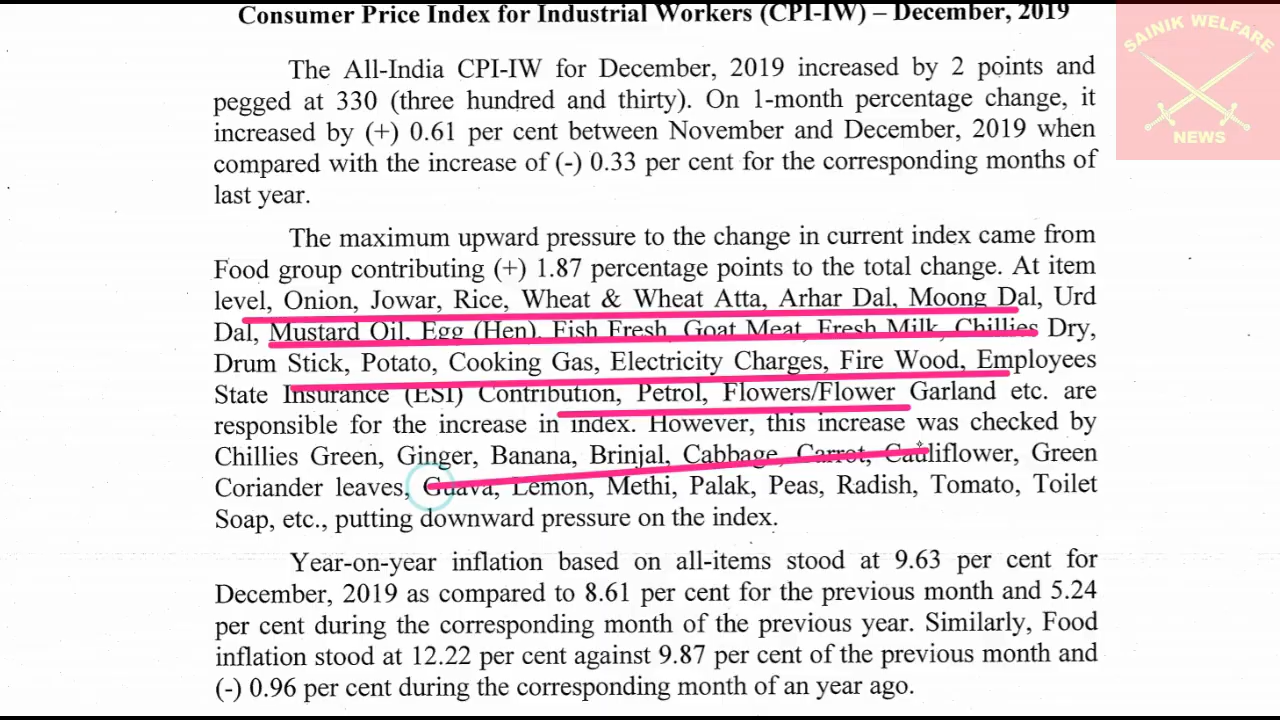 Consumer Price Index for Industrial Workers (CPI-IW) – December, 2019
SAINIK WELFARE
NEWS
The All-India CPI-IW for December, 2019 increased by 2 points and
pegged at 330 (three hundred and thirty). On 1-month percentage change, it
increased by (+) 0.61 per cent between November and December, 2019 when
compared with the increase of (-) 0.33 per cent for the corresponding months of
last year.
The maximum upward pressure to the change in current index came from
Food group contributing (+) 1.87 percentage points to the total change. At item
level, Onion, Jowar, Rice, Wheat & Wheat Atta, Arhar Dal, Moong Dal, Urd
Dal, Mustard Oil, Egg (Hen), Fish Fresh, Goat Meat, Fresh Milk, Chillies Dry,
Drum Stick, Potato, Cooking Gas, Electricity Charges, Fire Wood, Employees
State Insurance (ESI) Contribution, Petrol, Flowers/Flower Garland etc. are
responsible for the increase in index. However, this increase was checked by
Chillies Green, Ginger, Banana, Brinjal, Cabbage, Carrot, Cauliflower, Green
Coriander leaves, Guava, Lemon, Methi, Palak, Peas, Radish, Tomato, Toilet
Soap, etc., putting downward pressure on the index.
Year-on-year inflation based on all-items stood at 9.63 per cent for
December, 2019 as compared to 8.61 per cent for the previous month and 5.24
per cent during the corresponding month of the previous year. Similarly, Food
inflation stood at 12.22 per cent against 9.87 per cent of the previous month and
(-) 0.96 per cent during the corresponding month of an year ago.